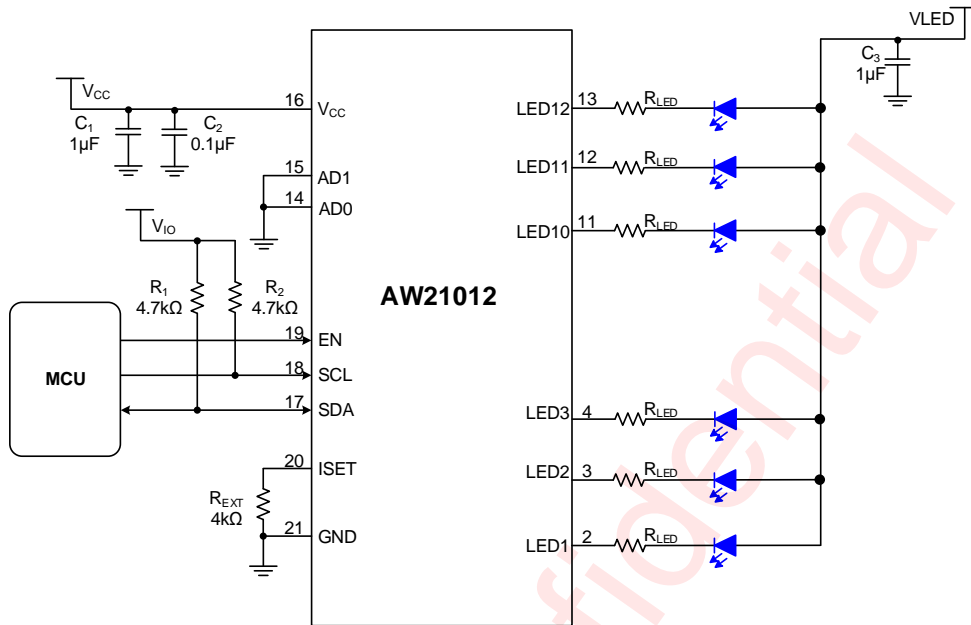 VLED
C3
1µF
VCC
C1
1µF
C2
0.1µF
16
VCC
15
AD1
14
AD0
VIO
R1
4.7kΩ
R2
4.7kΩ
AW21012
MCU
19
EN
18
SCL
17
SDA
20
ISET
REXT
4kΩ
21
GND
LED12
13
RLED
LED11
12
RLED
LED10
11
RLED
LED3
4
RLED
LED2
3
RLED
LED1
2
RLED
fidential